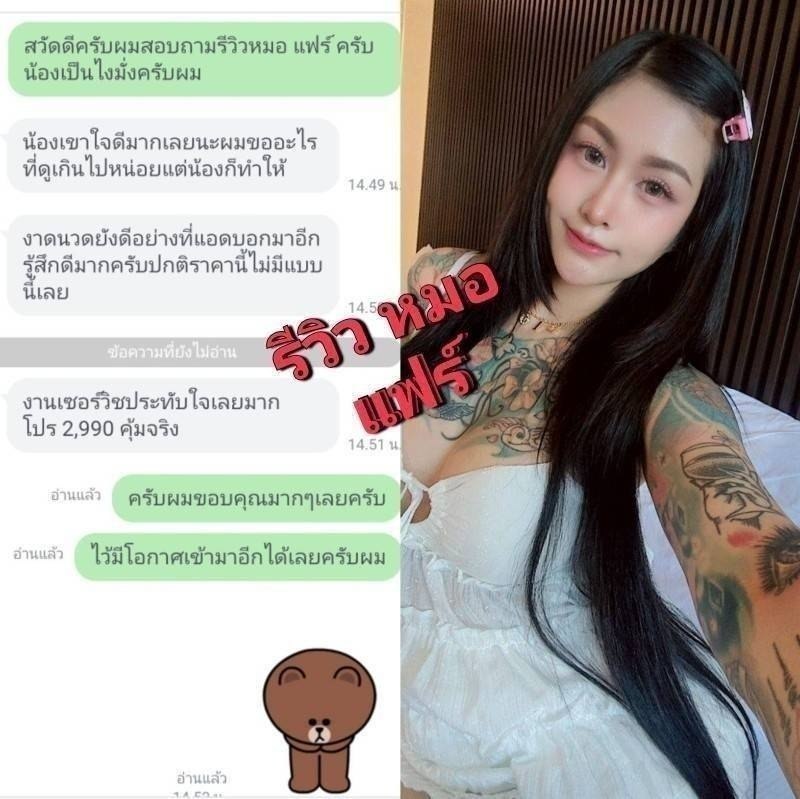 สวัดดีครับผมสอบถามรีวิวหมอ แฟร์ ครับ
น้องเป็นไงมั่งครับผม
น้องเขาใจดีมากเลยนะผมขออะไร
ที่ดูเกินไปหน่อยแต่น้องก็ทำให้
14.49 น.
งาดนวดยังดีอย่างที่แอดบอกมาอีก
รู้สึกดีมากครับปกติราคานี้ไม่มีแบบ
นี้เลย
ข้อความที่ยังไม่อ่าน
งานเซอร์วิชประทับใจเลยมาก
โปร 2,990 คุ้มจริง
14.51 น.
อ่านแล้ว
ครับผมขอบคุณมากๆเลยครับ
อ่านแล้ว
ไว้มีโอกาศเข้ามาอีกได้เลยครับผม
อ่านแล้ว
รีวิว หมอ
แฟร์